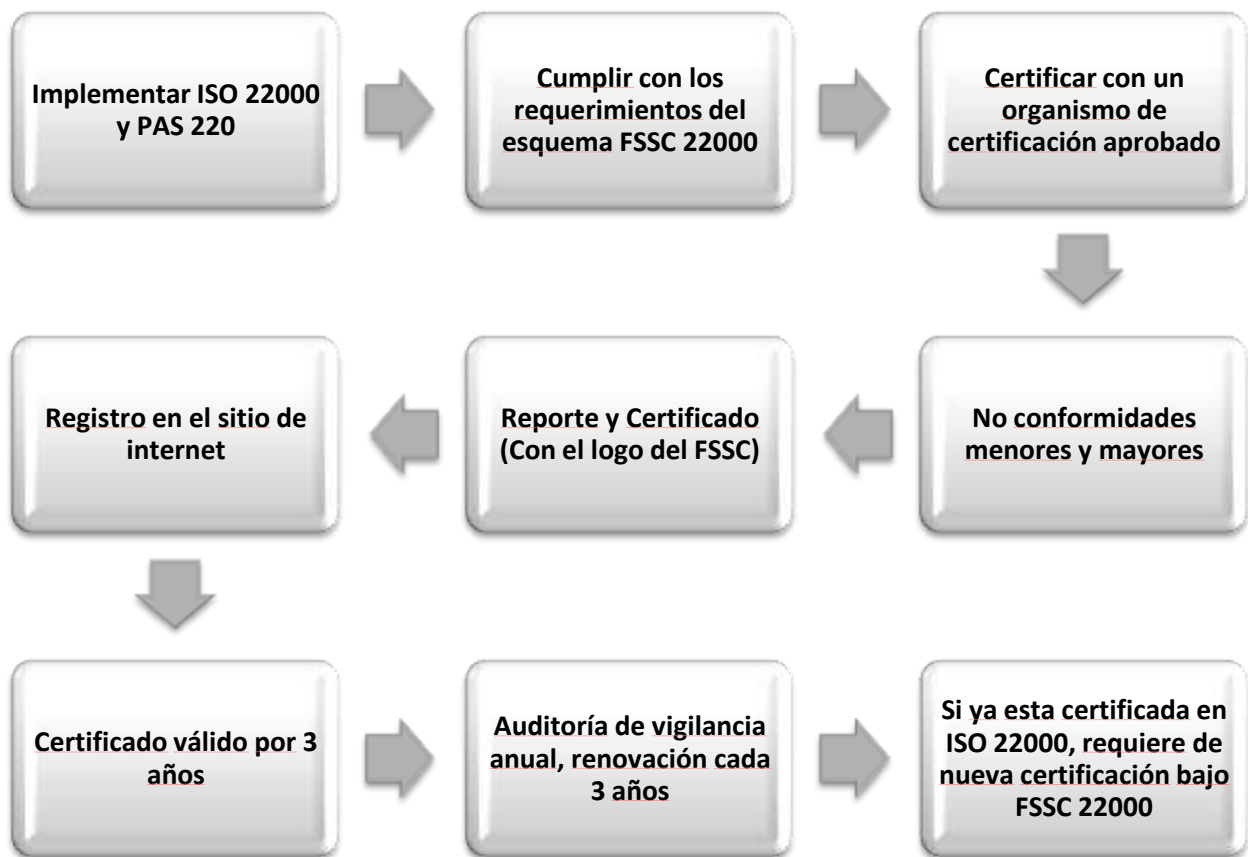 Implementar ISO 22000
y PAS 220
Cumplir con los
requerimientos del
esquema FSSC 22000
Certificar con un
organismo de
certificación aprobado
No conformidades
menores y mayores
Reporte y Certificado
(Con el logo del FSSC)
Registro en el sitio de
internet
Certificado válido por 3
años
Auditoría de vigilancia
anual, renovación cada
3 años
Si ya esta certificada en
ISO 22000, requiere de
nueva certificación bajo
FSSC 22000